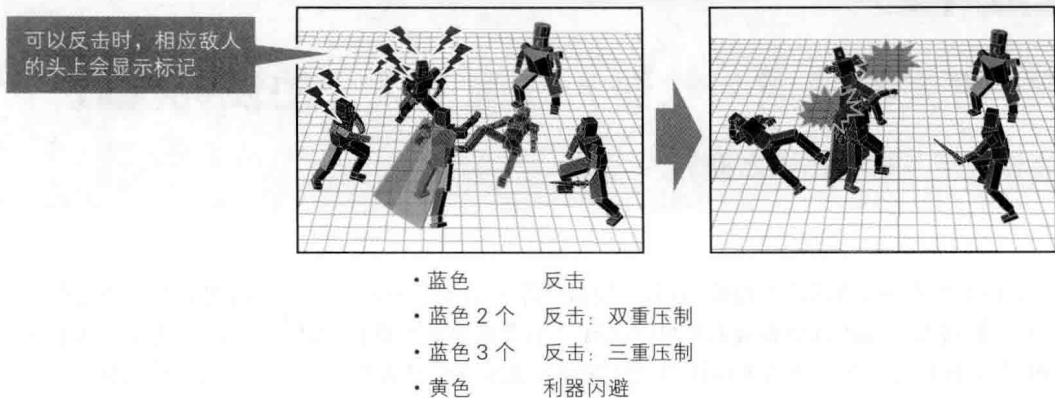 可以反击时，相应敌人
的头上会显示标记
・蓝色 反击
・蓝色 2 个 反击：双重压制
・蓝色 3 个 反击：三重压制
・黄色 利器闪避